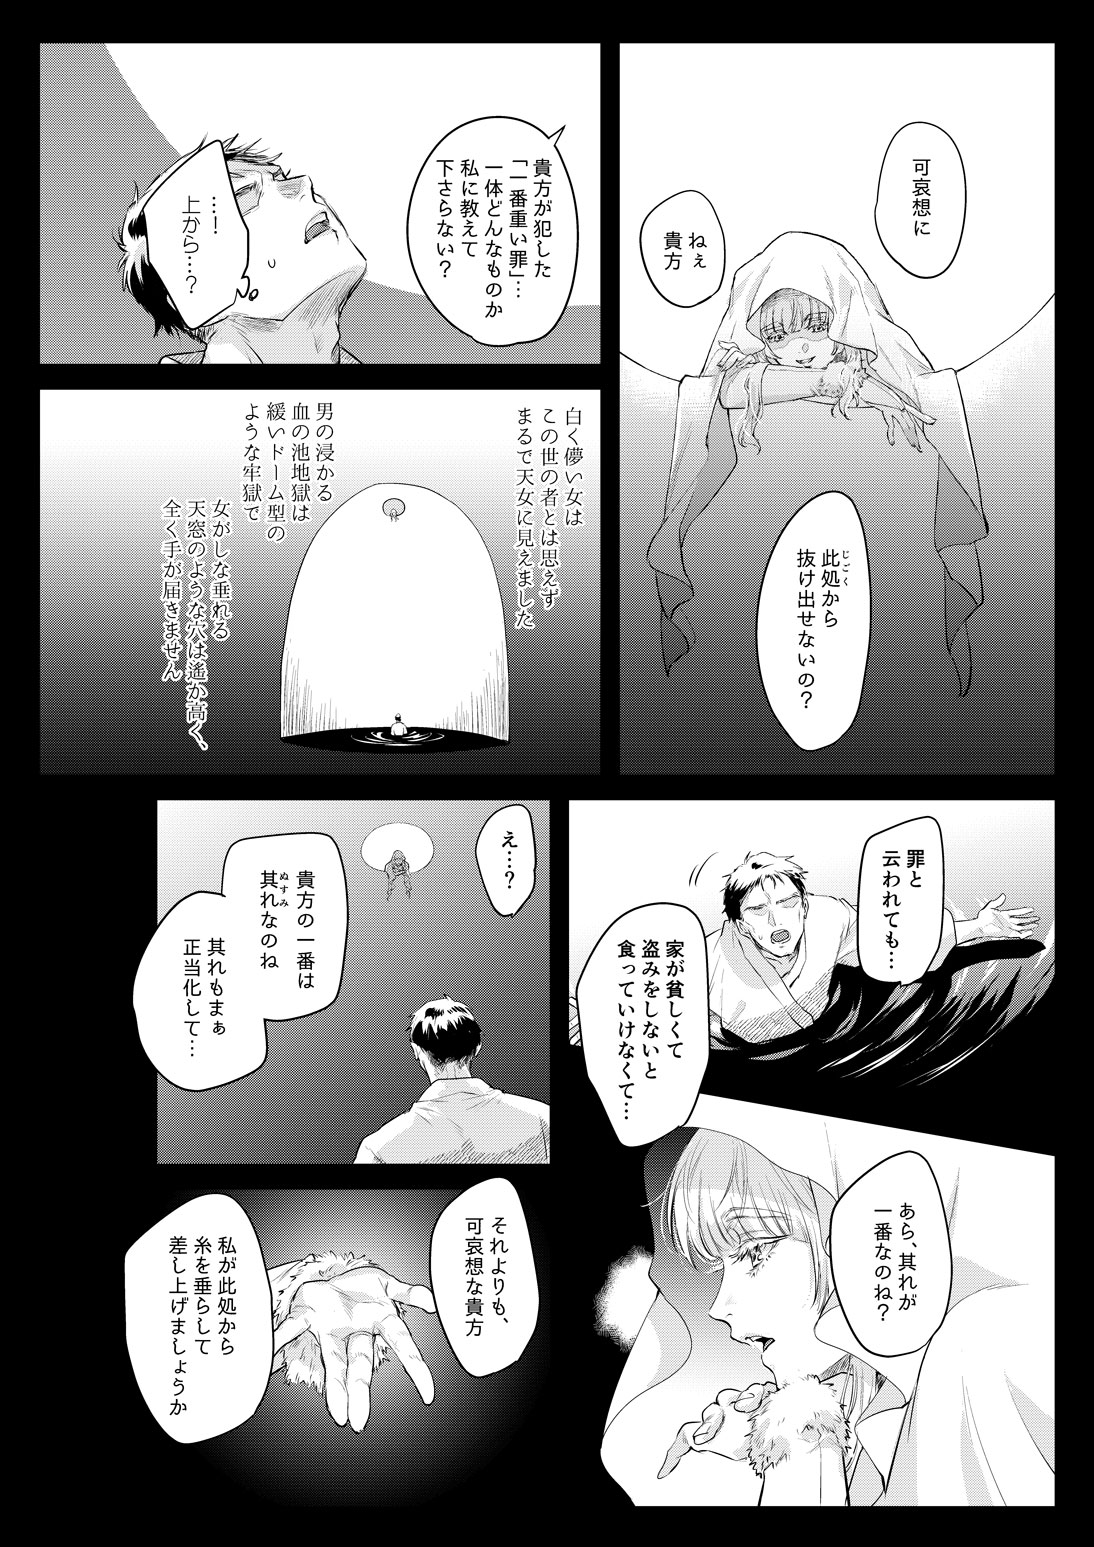 可哀想に
ねぇ
貴方
此処から
じごく
抜け出せないの？
貴方が犯した
「一番重い罪」…
一体どんなものか
私に教えて
下さらない？
…！
上から…？
白く儚い女は
この世の者とは思えず
まるで天女に見えました
男の浸かる
血の池地獄は
緩いドーム型の
ような牢獄で
女がしな垂れる
天窓のような穴は遙か高く、
全く手が届きません
罪と
云われても…
家が貧しくて
盗みをしないと
食っていけなくて…
あら、其れが
一番なのね？
え…？
貴方の一番は
其れなのね
ぬすみ
其れもまぁ
正当化して…
それよりも、
可哀想な貴方
私が此処から
糸を垂らして
差し上げましょうか